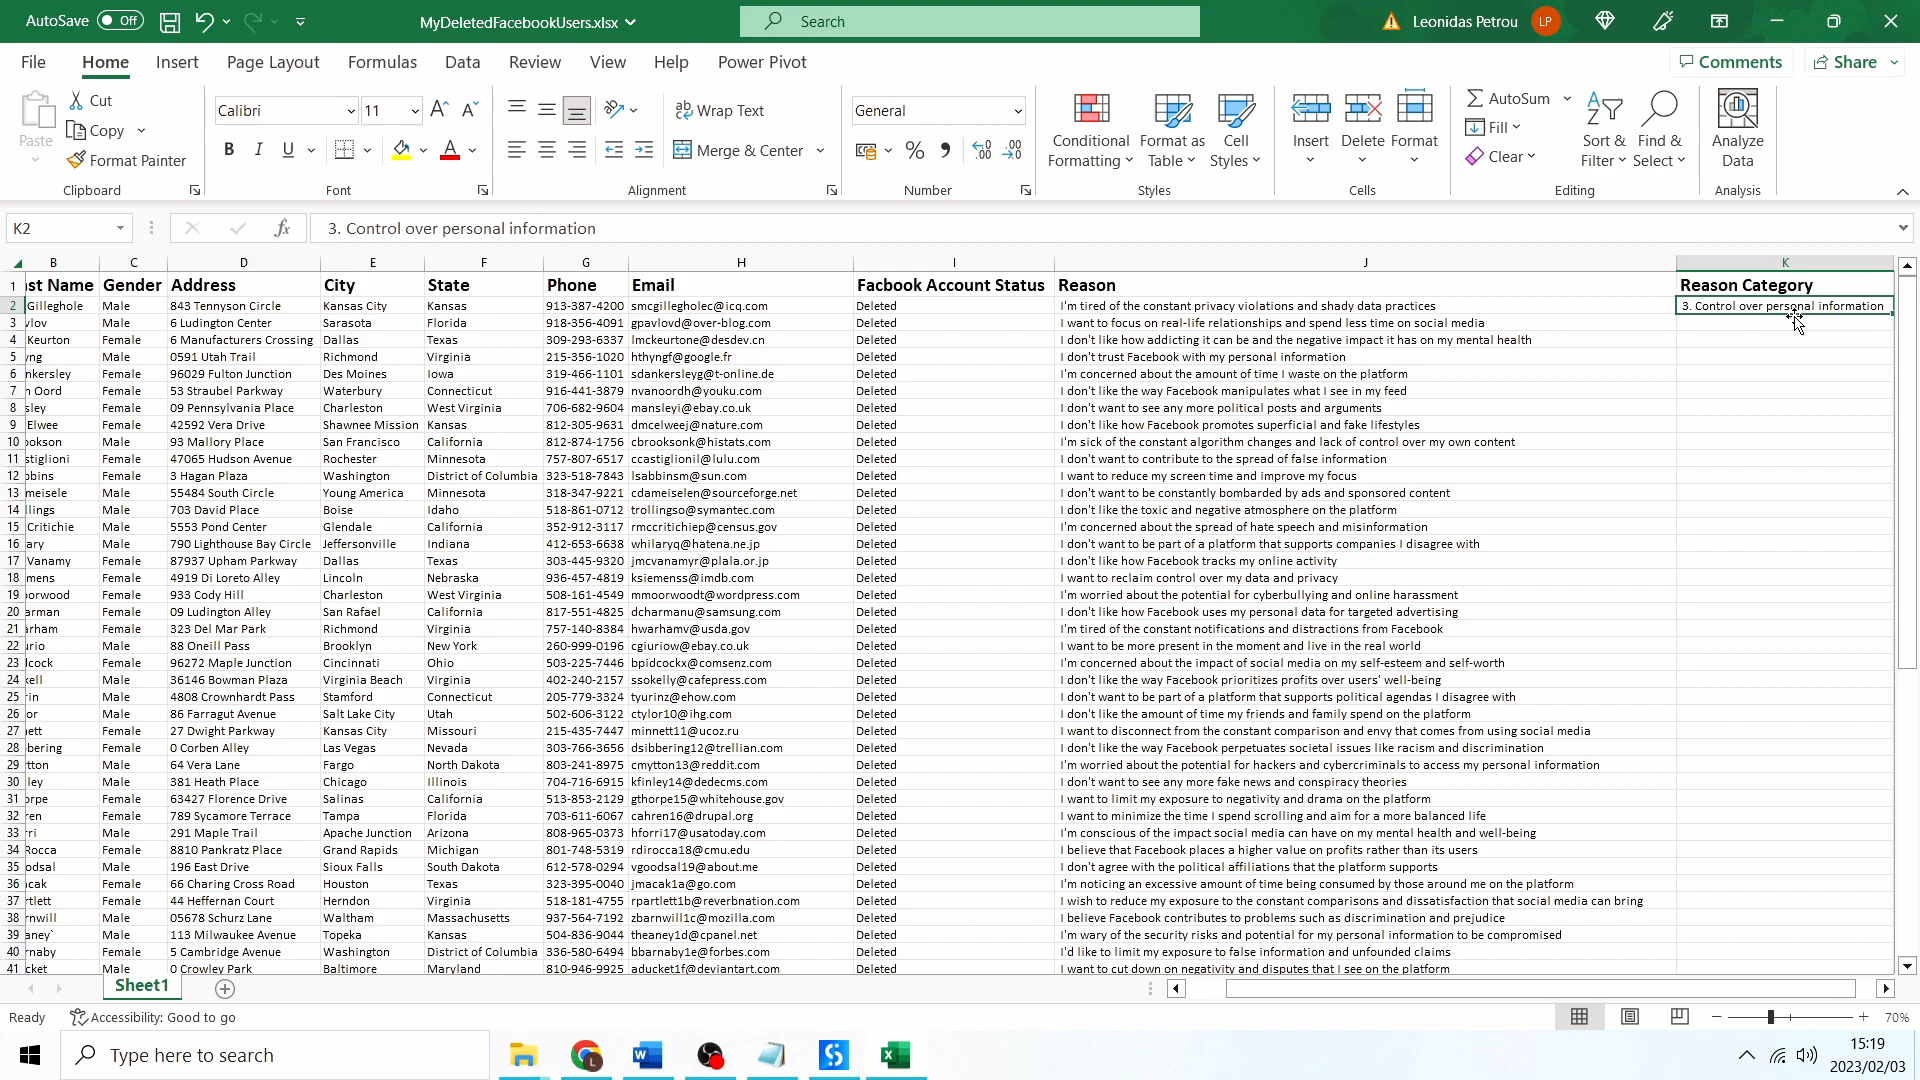 AutoSave Off MyDeletedFacebookUsers.xlsx Search Leonidas Petrou LP
File Home Insert Page Layout Formulas Data Review View Help Power Pivot Comments Share
Paste Cut Copy Format Painter Clipboard
Calibri 11 B I U Font
Wrap Text Merge & Center Alignment
General Number
Conditional Formatting Format as Table Cell Styles Styles
Insert Delete Format Cells
AutoSum Fill Clear Sort & Filter Find & Select Editing
Analyze Data Analysis
K2 fx 3. Control over personal information
B C D E F G H I J K
1 st Name Gender Address City State Phone Email Facbook Account Status Reason Reason Category
2 Gilleghole Male 843 Tennyson Circle Kansas City Kansas 913-387-4200 smcgillegholec@icq.com Deleted I'm tired of the constant privacy violations and shady data practices 3. Control over personal information
3 vlov Male 6 Ludington Center Sarasota Florida 918-356-4091 gpavlovd@over-blog.com Deleted I want to focus on real-life relationships and spend less time on social media
4 Keurton Female 6 Manufacturers Crossing Dallas Texas 309-293-6337 lmckeurtone@desdev.cn Deleted I don't like how addicting it can be and the negative impact it has on my mental health
5 yng Male 0591 Utah Trail Richmond Virginia 215-356-1020 hthyngf@google.fr Deleted I don't trust Facebook with my personal information
6 nkersley Female 96029 Fulton Junction Des Moines Iowa 319-466-1101 sdankersleyg@t-online.de Deleted I'm concerned about the amount of time I waste on the platform
7 n Oord Female 53 Straubel Parkway Waterbury Connecticut 916-441-3879 nvanoordh@youku.com Deleted I don't like the way Facebook manipulates what I see in my feed
8 sley Female 09 Pennsylvania Place Charleston West Virginia 706-682-9604 mansleyi@ebay.co.uk Deleted I don't want to see any more political posts and arguments
9 Elwee Female 42592 Vera Drive Shawnee Mission Kansas 812-305-9631 dmcelweej@nature.com Deleted I don't like how Facebook promotes superficial and fake lifestyles
10 ookson Male 93 Mallory Place San Francisco California 812-874-1756 cbrooksonk@histats.com Deleted I'm sick of the constant algorithm changes and lack of control over my own content
11 stiglioni Female 47065 Hudson Avenue Rochester Minnesota 757-807-6517 ccastiglionil@lulu.com Deleted I don't want to contribute to the spread of false information
12 bbins Female 3 Hagan Plaza Washington District of Columbia 323-518-7843 lsabbinsm@sun.com Deleted I want to reduce my screen time and improve my focus
13 meisele Male 55484 South Circle Young America Minnesota 318-347-9221 cdameiselen@sourceforge.net Deleted I don't want to be constantly bombarded by ads and sponsored content
14 llings Male 703 David Place Boise Idaho 518-861-0712 trollingso@symantec.com Deleted I don't like the toxic and negative atmosphere on the platform
15 Critichie Male 5553 Pond Center Glendale California 352-912-3117 rmccritichiep@census.gov Deleted I'm concerned about the spread of hate speech and misinformation
16 ary Male 790 Lighthouse Bay Circle Jeffersonville Indiana 412-653-6638 whilaryq@hatena.ne.jp Deleted I don't want to be part of a platform that supports companies I disagree with
17 Vanamy Female 87937 Upham Parkway Dallas Texas 303-445-9320 jmcvanamyr@plala.or.jp Deleted I don't like how Facebook tracks my online activity
18 mens Female 4919 Di Loreto Alley Lincoln Nebraska 936-457-4819 ksiemenss@imdb.com Deleted I want to reclaim control over my data and privacy
19 oorwood Female 933 Cody Hill Charleston West Virginia 508-161-4549 mmoorwoodt@wordpress.com Deleted I'm worried about the potential for cyberbullying and online harassment
20 arman Female 09 Ludington Alley San Rafael California 817-551-4825 dcharmanu@samsung.com Deleted I don't like how Facebook uses my personal data for targeted advertising
21 arham Female 323 Del Mar Park Richmond Virginia 757-140-8384 hwarhamv@usda.gov Deleted I'm tired of the constant notifications and distractions from Facebook
22 urio Male 88 Oneill Pass Brooklyn New York 260-999-0196 cgiuriow@ebay.co.uk Deleted I want to be more present in the moment and live in the real world
23 lcock Female 96272 Maple Junction Cincinnati Ohio 503-225-7446 bpidcockx@comsenz.com Deleted I'm concerned about the impact of social media on my self-esteem and self-worth
24 kell Male 36146 Bowman Plaza Virginia Beach Virginia 402-240-2157 ssokelly@cafepress.com Deleted I don't like the way Facebook prioritizes profits over users' well-being
25 rin Male 4808 Crownhardt Pass Stamford Connecticut 205-779-3324 tyurinz@ehow.com Deleted I don't want to be part of a platform that supports political agendas I disagree with
26 or Male 86 Farragut Avenue Salt Lake City Utah 502-606-3122 ctylor10@ihg.com Deleted I don't like the amount of time my friends and family spend on the platform
27 ett Female 27 Dwight Parkway Kansas City Missouri 215-435-7447 minnett11@ucoz.ru Deleted I want to disconnect from the constant comparison and envy that comes from using social media
28 bering Female 0 Corben Alley Las Vegas Nevada 303-766-3656 dsibbering12@trellian.com Deleted I don't like the way Facebook perpetuates societal issues like racism and discrimination
29 tton Male 64 Vera Lane Fargo North Dakota 803-241-8975 cmytton13@reddit.com Deleted I'm worried about the potential for hackers and cybercriminals to access my personal information
30 ley Male 381 Heath Place Chicago Illinois 704-716-6915 kfinley14@dedecms.com Deleted I don't want to see any more fake news and conspiracy theories
31 orpe Female 63427 Florence Drive Salinas California 513-853-2129 gthorpe15@whitehouse.gov Deleted I want to limit my exposure to negativity and drama on the platform
32 ren Female 789 Sycamore Terrace Tampa Florida 703-611-6067 cahren16@drupal.org Deleted I want to minimize the time I spend scrolling and aim for a more balanced life
33 rri Male 291 Maple Trail Apache Junction Arizona 808-965-0373 hforri17@usatoday.com Deleted I'm conscious of the impact social media can have on my mental health and well-being
34 Rocca Female 8810 Pankratz Place Grand Rapids Michigan 801-748-5319 rdirocca18@cmu.edu Deleted I believe that Facebook places a higher value on profits rather than its users
35 odsal Male 196 East Drive Sioux Falls South Dakota 612-578-0294 vgoodsal19@about.me Deleted I don't agree with the political affiliations that the platform supports
36 acak Female 66 Charing Cross Road Houston Texas 323-395-0040 jmacak1a@go.com Deleted I'm noticing an excessive amount of time being consumed by those around me on the platform
37 rtlett Female 44 Heffernan Court Herndon Virginia 518-181-4755 rpartlett1b@reverbnation.com Deleted I wish to reduce my exposure to the constant comparisons and dissatisfaction that social media can bring
38 rnwill Male 05678 Schurz Lane Waltham Massachusetts 937-564-7192 zbarnwill1c@mozilla.com Deleted I believe Facebook contributes to problems such as discrimination and prejudice
39 aney` Male 113 Milwaukee Avenue Topeka Kansas 504-836-9044 theaney1d@cpanel.net Deleted I'm wary of the security risks and potential for my personal information to be compromised
40 rnaby Female 5 Cambridge Avenue Washington District of Columbia 336-580-6494 bbarnaby1e@forbes.com Deleted I'd like to limit my exposure to false information and unfounded claims
41 cket Male 0 Crowley Park Baltimore Maryland 810-946-9925 aducket1f@deviantart.com Deleted I want to cut down on negativity and disputes that I see on the platform
Sheet1
Ready Accessibility: Good to go 70%
Type here to search 15:19
2023/02/03